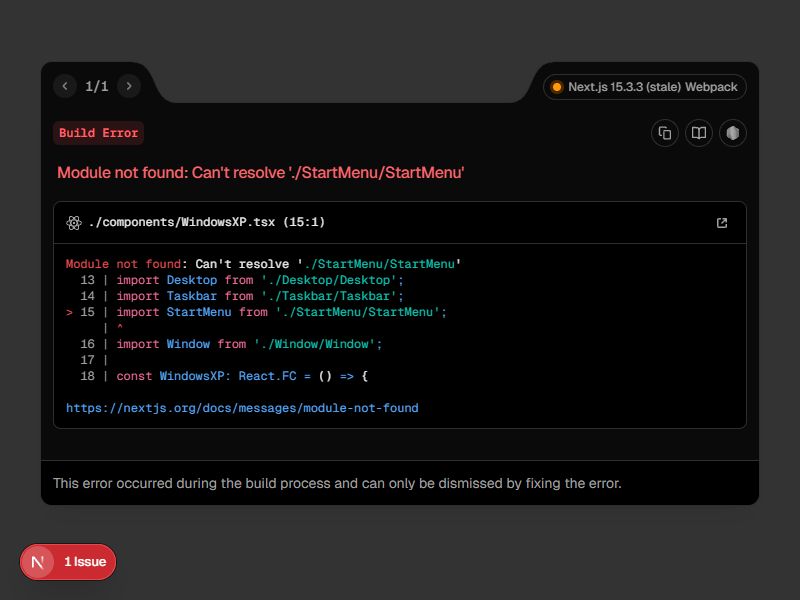 1/1
Next.js 15.3.3 (stale) Webpack
Build Error
Module not found: Can't resolve './StartMenu/StartMenu'
./components/WindowsXP.tsx (15:1)
Module not found: Can't resolve './StartMenu/StartMenu'
13 | import Desktop from './Desktop/Desktop';
14 | import Taskbar from './Taskbar/Taskbar';
> 15 | import StartMenu from './StartMenu/StartMenu';
| ^
16 | import Window from './Window/Window';
17 |
18 | const WindowsXP: React.FC = () => {
https://nextjs.org/docs/messages/module-not-found
This error occurred during the build process and can only be dismissed by fixing the error.
N 1 Issue